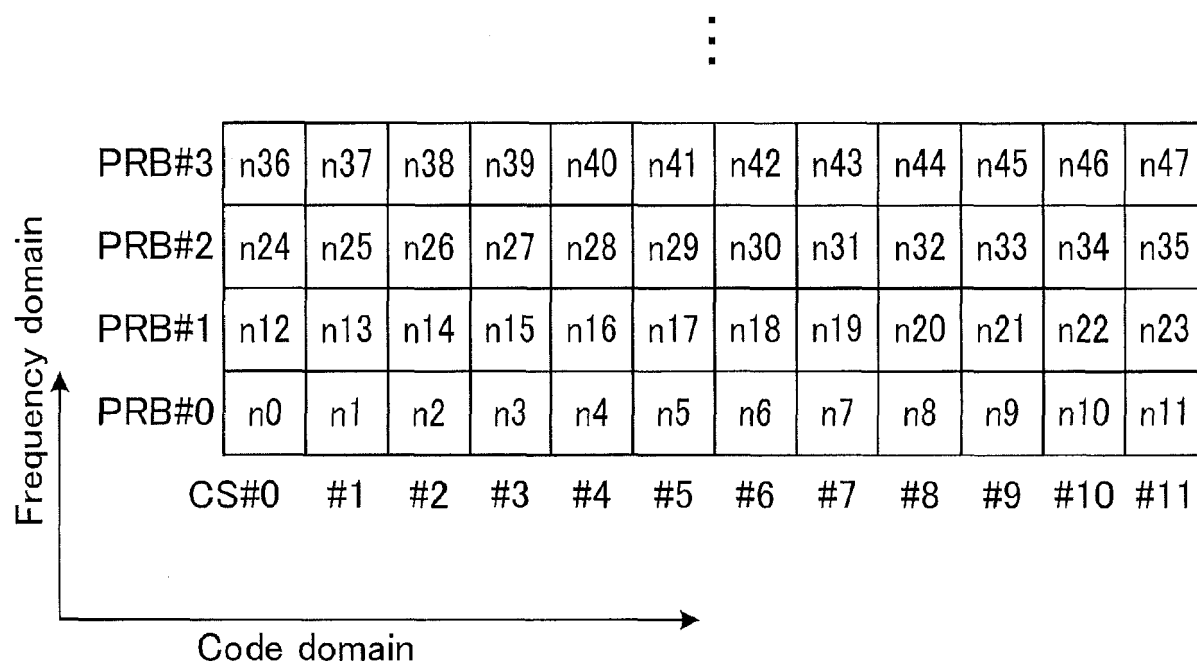 ⋮
PRB#3 n36 n37 n38 n39 n40 n41 n42 n43 n44 n45 n46 n47
PRB#2 n24 n25 n26 n27 n28 n29 n30 n31 n32 n33 n34 n35
PRB#1 n12 n13 n14 n15 n16 n17 n18 n19 n20 n21 n22 n23
PRB#0 n0 n1 n2 n3 n4 n5 n6 n7 n8 n9 n10 n11
CS#0 #1 #2 #3 #4 #5 #6 #7 #8 #9 #10 #11
Frequency domain
Code domain